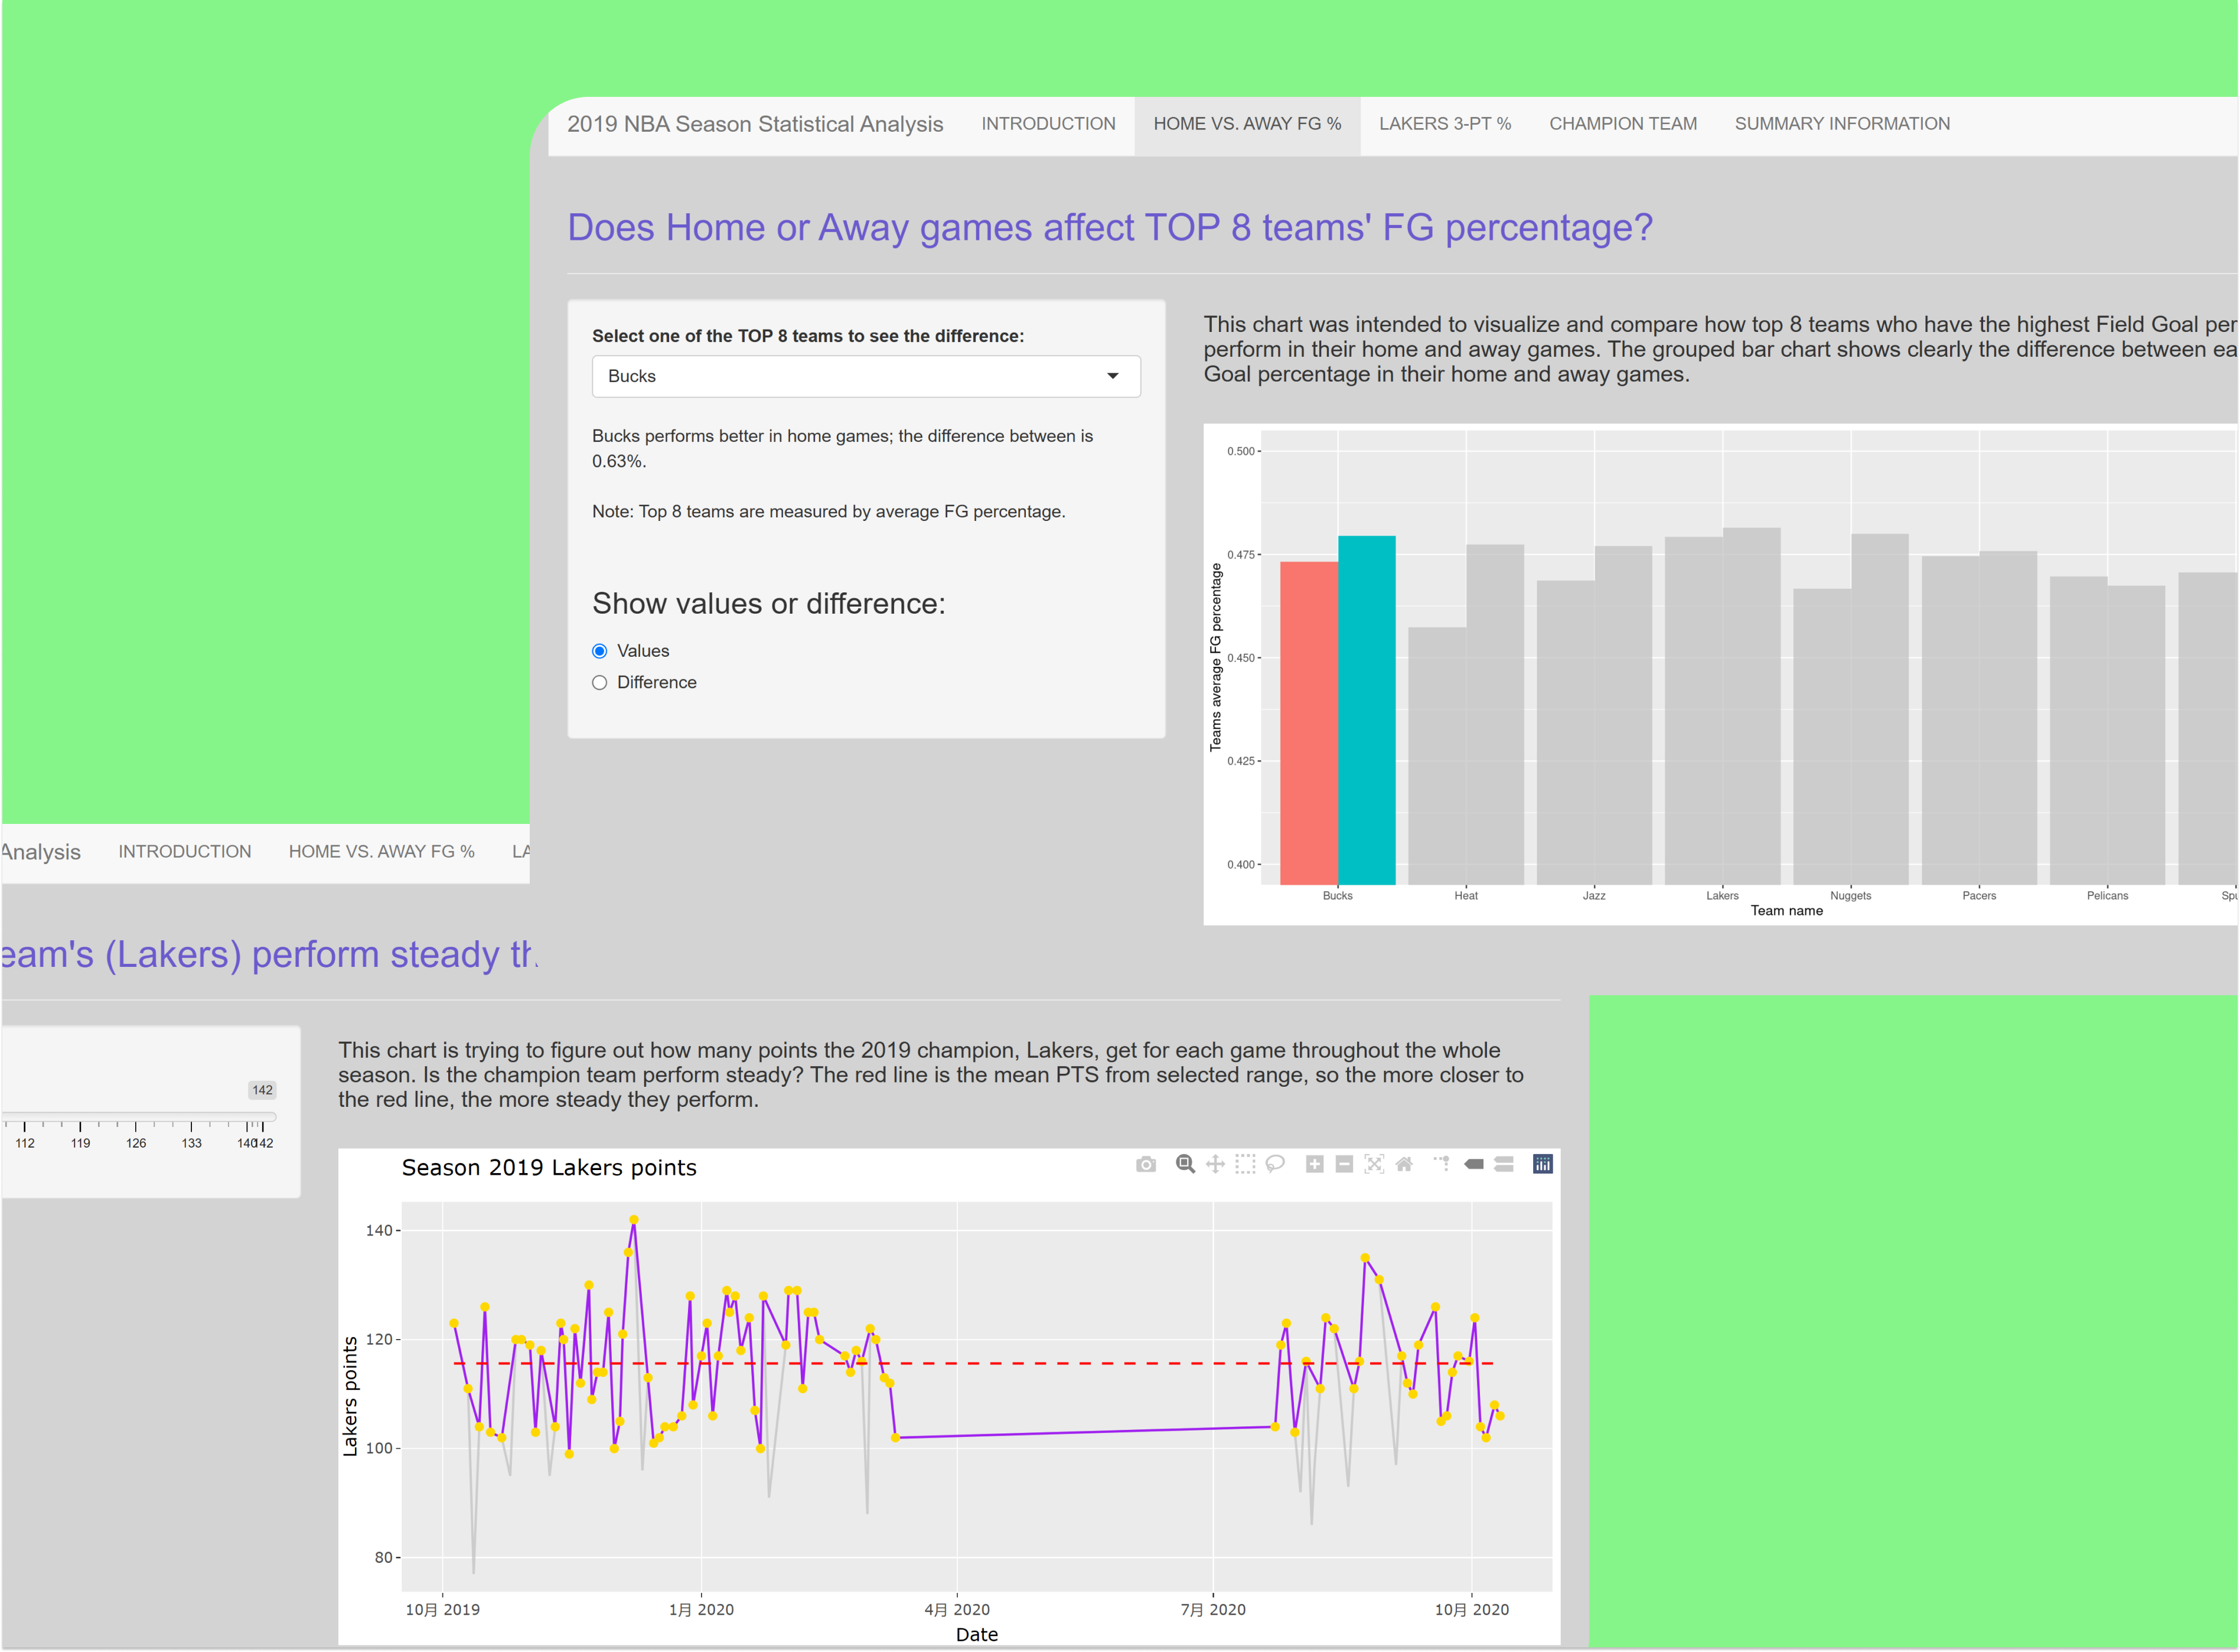 2019 NBA Season Statistical Analysis INTRODUCTION HOME VS. AWAY FG % LAKERS 3-PT % CHAMPION TEAM SUMMARY INFORMATION
Does Home or Away games affect TOP 8 teams' FG percentage?
Select one of the TOP 8 teams to see the difference:
Bucks
Bucks performs better in home games; the difference between is
0.63%.
Note: Top 8 teams are measured by average FG percentage.
Show values or difference:
Values
Difference
This chart was intended to visualize and compare how top 8 teams who have the highest Field Goal per
perform in their home and away games. The grouped bar chart shows clearly the difference between ea
Goal percentage in their home and away games.
Teams average FG percentage
0.500
0.475
0.450
0.425
0.400
Bucks Heat Jazz Lakers Nuggets Pacers Pelicans Spu
Team name
Analysis INTRODUCTION HOME VS. AWAY FG % LA
eam's (Lakers) perform steady
142
112 119 126 133 140 142
This chart is trying to figure out how many points the 2019 champion, Lakers, get for each game throughout the whole
season. Is the champion team perform steady? The red line is the mean PTS from selected range, so the more closer to
the red line, the more steady they perform.
Season 2019 Lakers points
Lakers points
140
120
100
80
10月 2019 1月 2020 4月 2020 7月 2020 10月 2020
Date